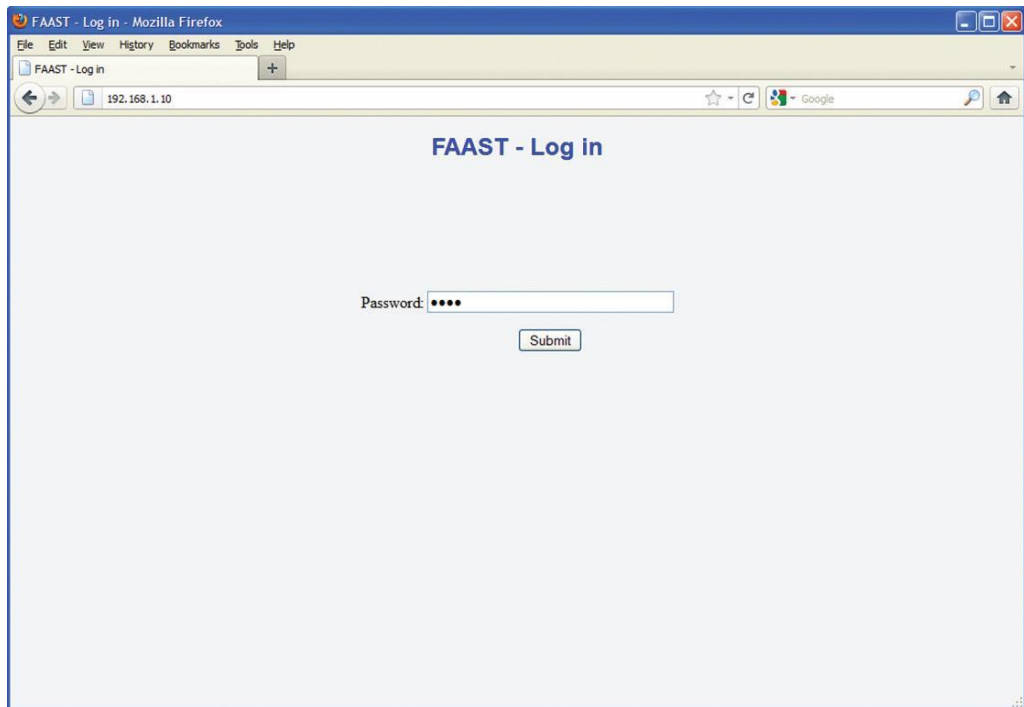 FAAST - Log in - Mozilla Firefox
File Edit View History Bookmarks Tools Help
FAAST - Log in
192.168.1.10 Google
FAAST - Log in
Password: ••••
Submit